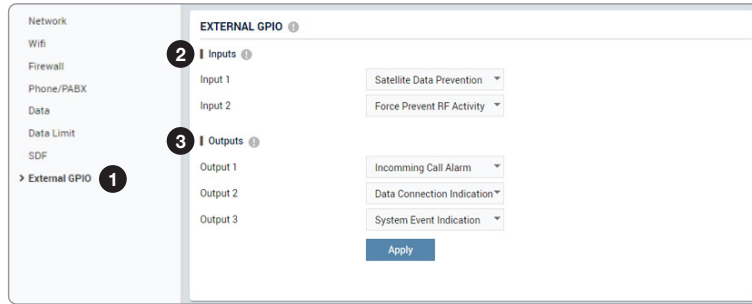 Network
Wifi
Firewall
Phone/PABX
Data
Data Limit
SDF
> External GPIO 1
EXTERNAL GPIO !
2 Inputs !
Input 1 Satellite Data Prevention
Input 2 Force Prevent RF Activity
3 Outputs !
Output 1 Incomming Call Alarm
Output 2 Data Connection Indication
Output 3 System Event Indication
Apply